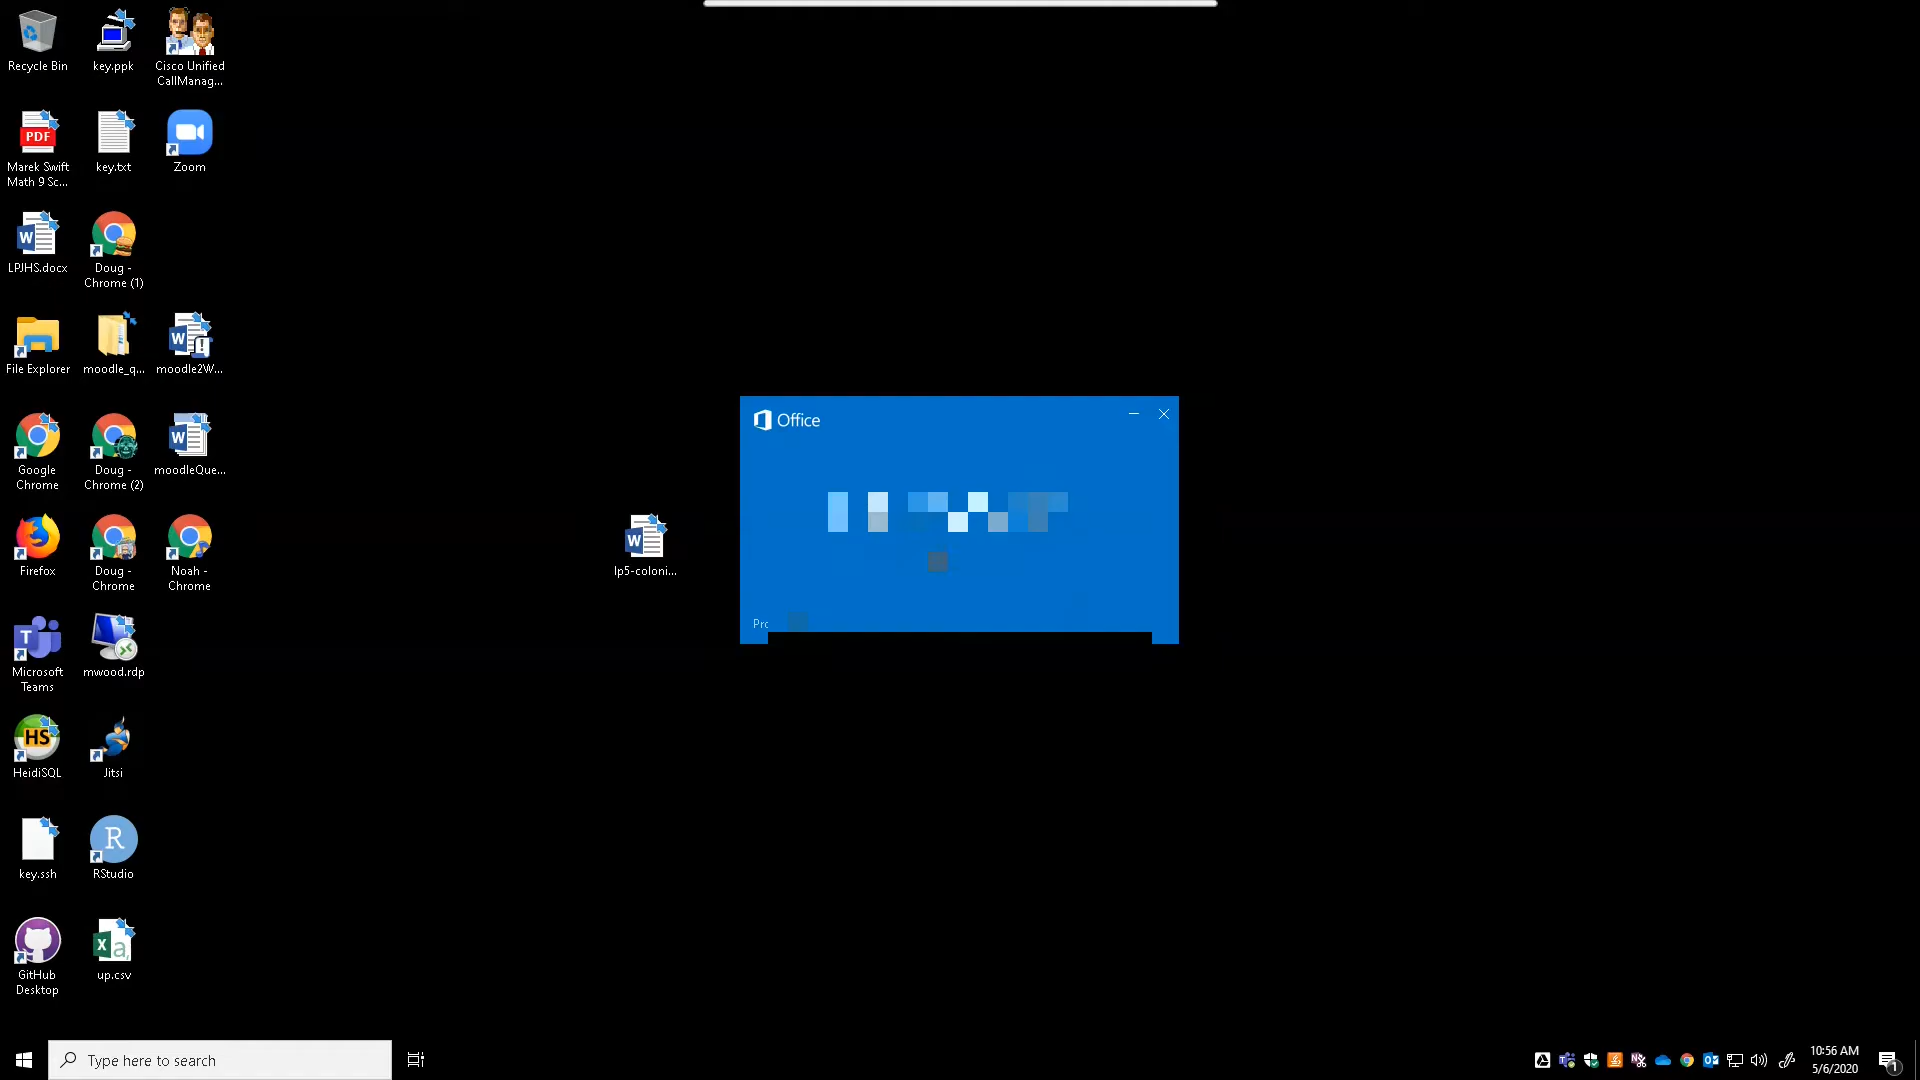 Recycle Bin
key.ppk
Cisco Unified
CallManag...
PDF
Marek Swift
Math 9 Sc...
key.txt
Zoom
LPJHS.docx
Doug -
Chrome (1)
File Explorer
moodle_q...
moodle2W...
Google
Chrome
Doug -
Chrome (2)
moodleQue...
Firefox
Doug -
Chrome
Noah -
Chrome
lp5-coloni...
Office
Microsoft
Teams
mwood.rdp
HS
HeidiSQL
Jitsi
key.ssh
R
RStudio
GitHub
Desktop
up.csv
Type here to search
10:56 AM
5/6/2020
1